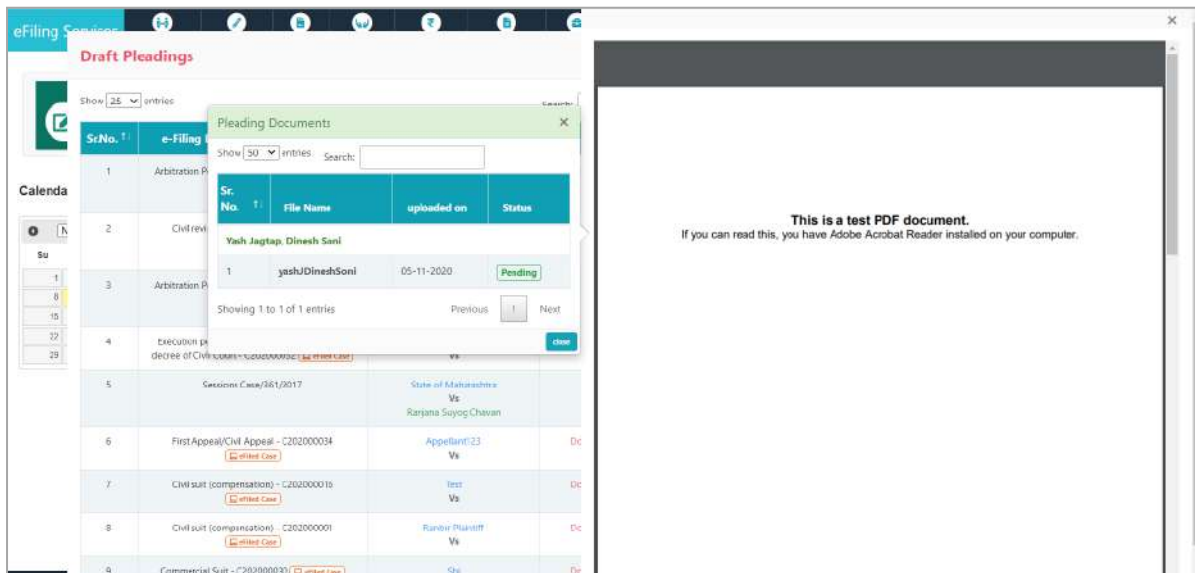 eFiling Services
Draft Pleadings
Show 25 entries
Search:
Sr.No.
e-Filing
1
Arbitration P
2
Civil revi
3
Arbitration P
4
Execution p
decree of Civil Court - C202000032 eFiled Case
Vs
5
Sessions Case/361/2017
State of Maharashtra
Vs
Ranjana Suyog Chavan
6
First Appeal/Civil Appeal - C202000034
eFiled Case
Appellant123
Vs
Do
7
Civil suit (compensation) - C202000016
eFiled Case
Test
Vs
Do
8
Civil suit (compensation) - C202000001
eFiled Case
Plaintiff
Vs
Do
9
Commercial Suit - C202000030 eFiled Case
Calenda
N
Su
1
8
15
22
29
Pleading Documents
×
Show 50 entries Search:
Sr. No.
File Name
uploaded on
Status
Yash Jagtap, Dinesh Sani
1
yashJDineshSoni
05-11-2020
Pending
Showing 1 to 1 of 1 entries
Previous
1
Next
close
×
This is a test PDF document.
If you can read this, you have Adobe Acrobat Reader installed on your computer.